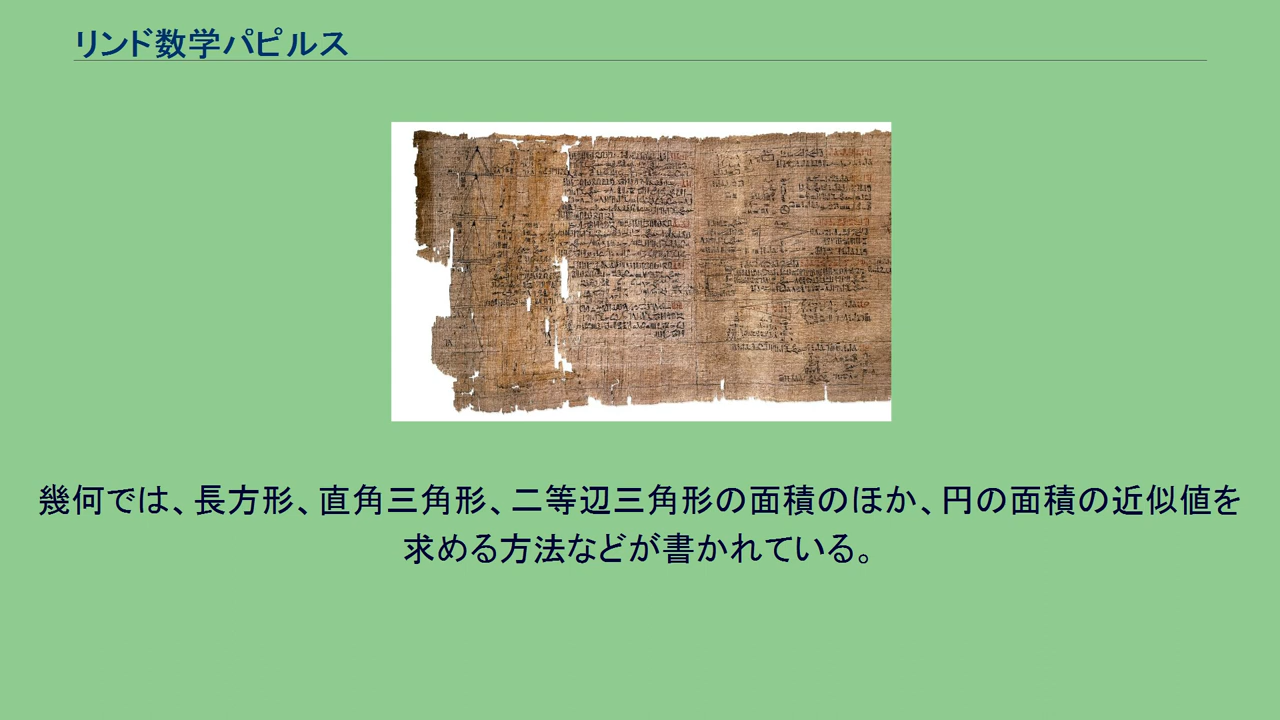 リンド数学パピルス
幾何では、長方形、直角三角形、二等辺三角形の面積のほか、円の面積の近似値を
求める方法などが書かれている。